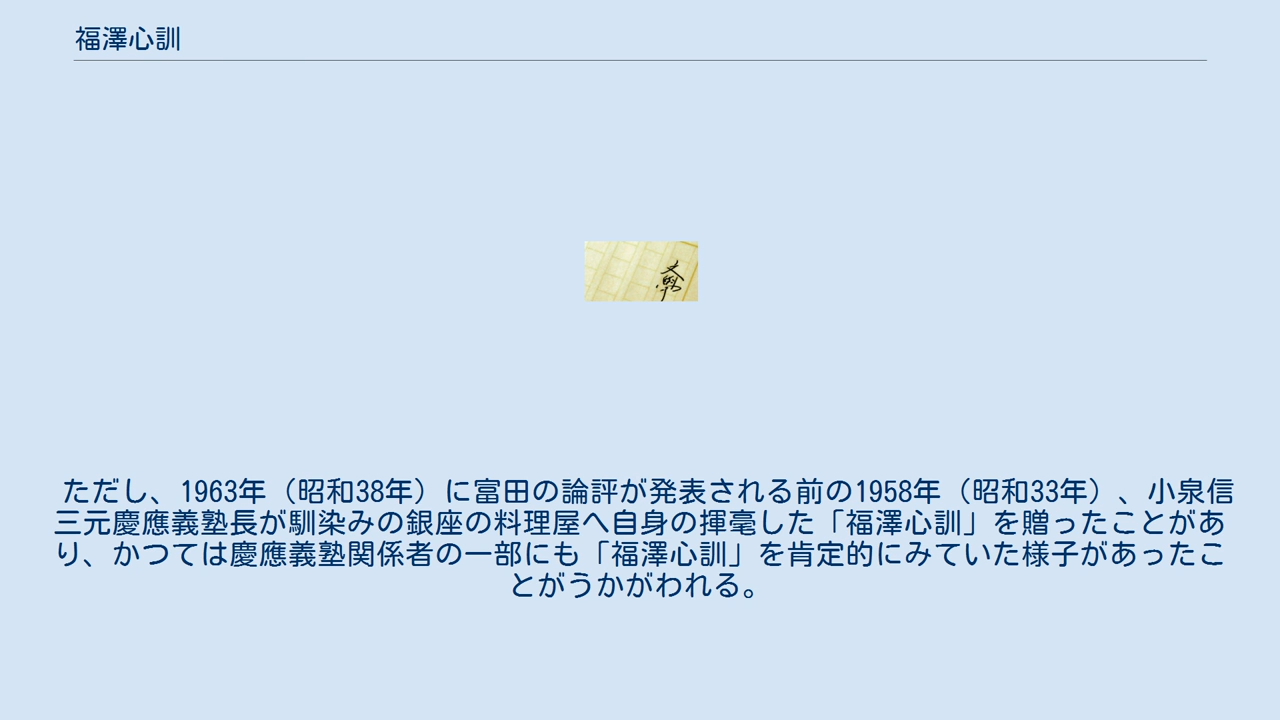 福澤心訓
ただし、1963年（昭和38年）に富田の論評が発表される前の1958年（昭和33年）、小泉信
三元慶應義塾長が馴染みの銀座の料理屋へ自身の揮毫した「福澤心訓」を贈ったことがあ
り、かつては慶應義塾関係者の一部にも「福澤心訓」を肯定的にみていた様子があったこ
とがうかがわれる。